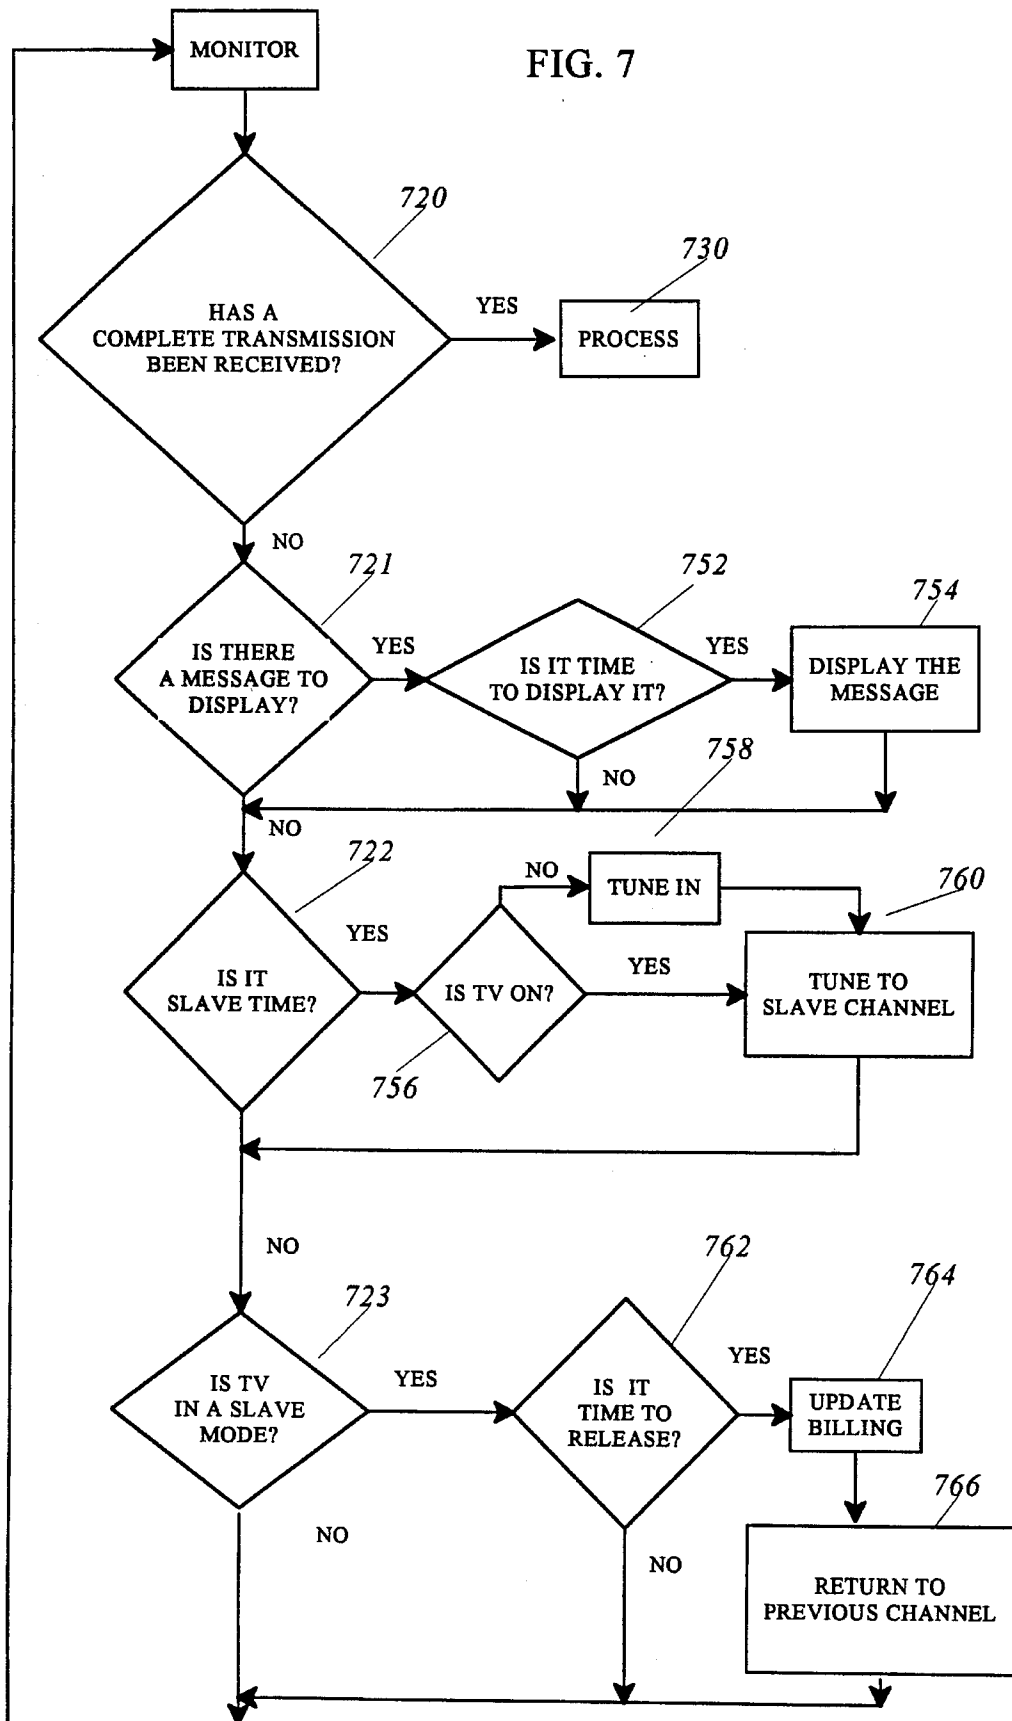 MONITOR
FIG. 7
720
730
HAS A
COMPLETE TRANSMISSION
BEEN RECEIVED?
YES
PROCESS
NO
721
752
754
IS THERE
A MESSAGE TO
DISPLAY?
YES
IS IT TIME
TO DISPLAY IT?
YES
DISPLAY THE
MESSAGE
NO
758
NO
722
NO
TUNE IN
760
YES
IS IT
SLAVE TIME?
IS TV ON?
YES
TUNE TO
SLAVE CHANNEL
756
NO
762
764
723
IS TV
IN A SLAVE
MODE?
YES
IS IT
TIME TO
RELEASE?
YES
UPDATE
BILLING
766
NO
NO
RETURN TO
PREVIOUS CHANNEL